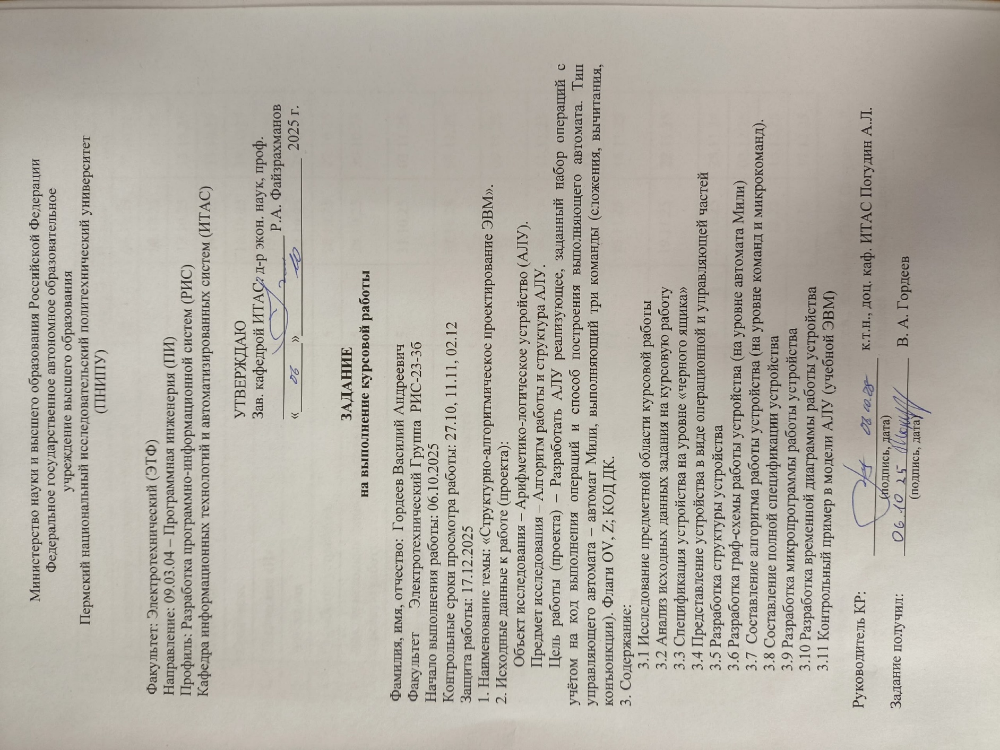 Министерство науки и высшего образования Российской Федерации
Федеральное государственное автономное образовательное
учреждение высшего образования
Пермский национальный исследовательский политехнический университет
(ПНИПУ)
Факультет: Электротехнический (ЭТФ)
Направление: 09.03.04 – Программная инженерия (ПИ)
Профиль: Разработка программно-информационной систем (РИС)
Кафедра информационных технологий и автоматизированных систем (ИТАС)
УТВЕРЖДАЮ
Зав. кафедрой ИТАС: д-р экон. наук, проф.
Р.А. Файзрахманов
« 06 » 10 2025 г.
ЗАДАНИЕ
на выполнение курсовой работы
Фамилия, имя, отчество: Гордеев Василий Андреевич
Факультет Электротехнический Группа РИС-23-3б
Начало выполнения работы: 06.10.2025
Контрольные сроки просмотра работы: 27.10, 11.11, 02.12
Защита работы: 17.12.2025
1. Наименование темы: «Структурно-алгоритмическое проектирование ЭВМ».
2. Исходные данные к работе (проекта):
Объект исследования – Арифметико-логическое устройство (АЛУ).
Предмет исследования – Алгоритм работы и структура АЛУ.
Цель работы (проекта) – Разработать АЛУ реализующее, заданный набор операций с
учётом на код выполнения операций и способ построения выполняющего автомата. Тип
управляющего автомата – автомат Мили, выполняющий три команды (сложения, вычитания,
конъюнкции). Флаги OV, Z; КОД ДК.
3. Содержание:
3.1 Исследование предметной области курсовой работы
3.2 Анализ исходных данных задания на курсовую работу
3.3 Спецификация устройства на уровне «черного ящика»
3.4 Представление устройства в виде операционной и управляющей частей
3.5 Разработка структуры устройства
3.6 Разработка граф-схемы работы устройства (на уровне автомата Мили)
3.7 Составление алгоритма работы устройства (на уровне команд и микрокоманд).
3.8 Составление полной спецификации устройства
3.9 Разработка микропрограммы работы устройства
3.10 Разработка временной диаграммы работы устройства
3.11 Контрольный пример в модели АЛУ (учебной ЭВМ)
Руководитель КР: 06.10.25 к.т.н., доц. каф. ИТАС Погудин А.Л.
(подпись, дата)
Задание получил: 06.10 25 В. А. Гордеев
(подпись, дата)